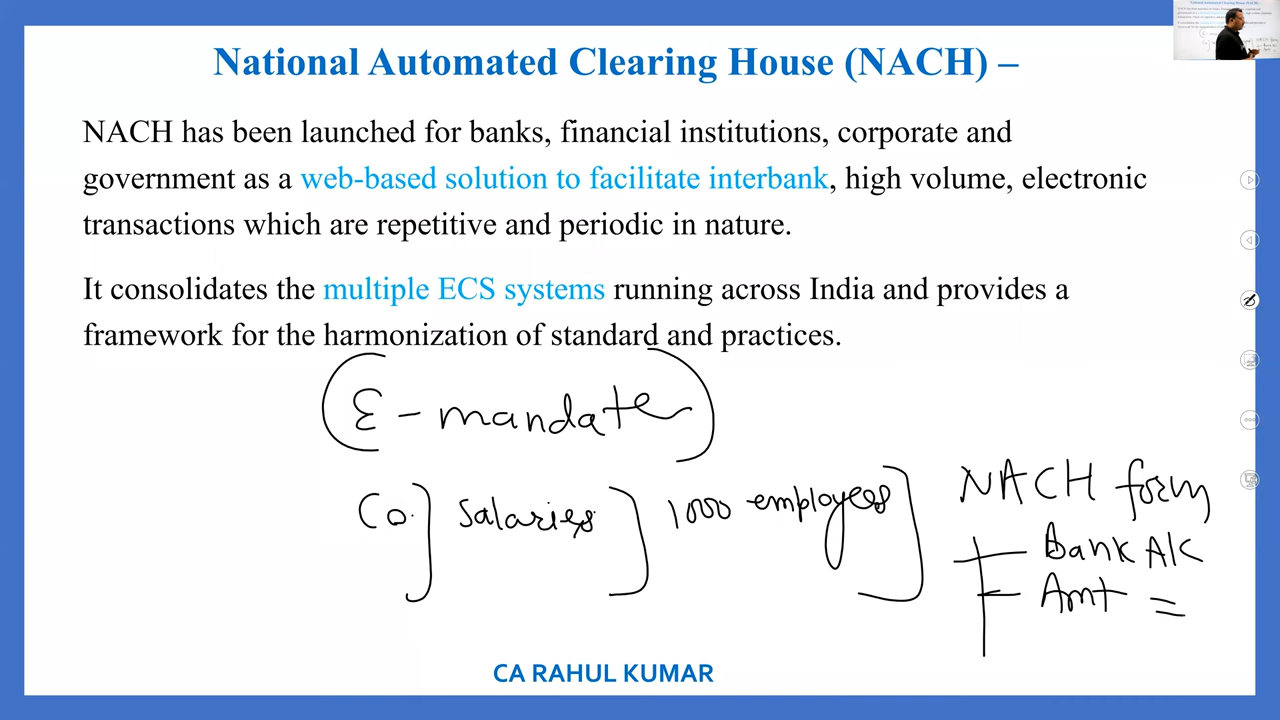 National Automated Clearing House (NACH) –
NACH has been launched for banks, financial institutions, corporate and
government as a web-based solution to facilitate interbank, high volume, electronic
transactions which are repetitive and periodic in nature.
It consolidates the multiple ECS systems running across India and provides a
framework for the harmonization of standard and practices.
E - mandate
Co. salaries 1000 employees NACH form
Bank A/C
Amt =
CA RAHUL KUMAR